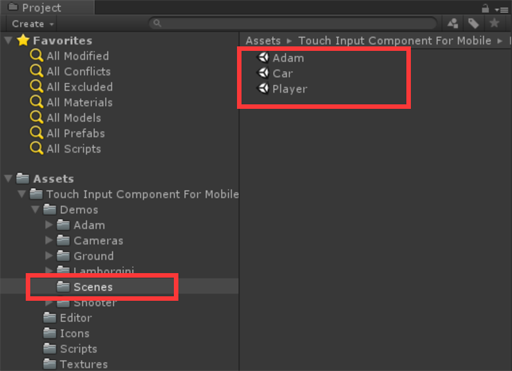 Project
Create
Favorites
All Modified
All Conflicts
All Excluded
All Materials
All Models
All Prefabs
All Scripts
Assets
Touch Input Component For Mobile
Demos
Adam
Cameras
Ground
Lamborgini
Scenes
Shooter
Editor
Icons
Scripts
Textures
Assets ▸ Touch Input Component For Mobile ▸
Adam
Car
Player